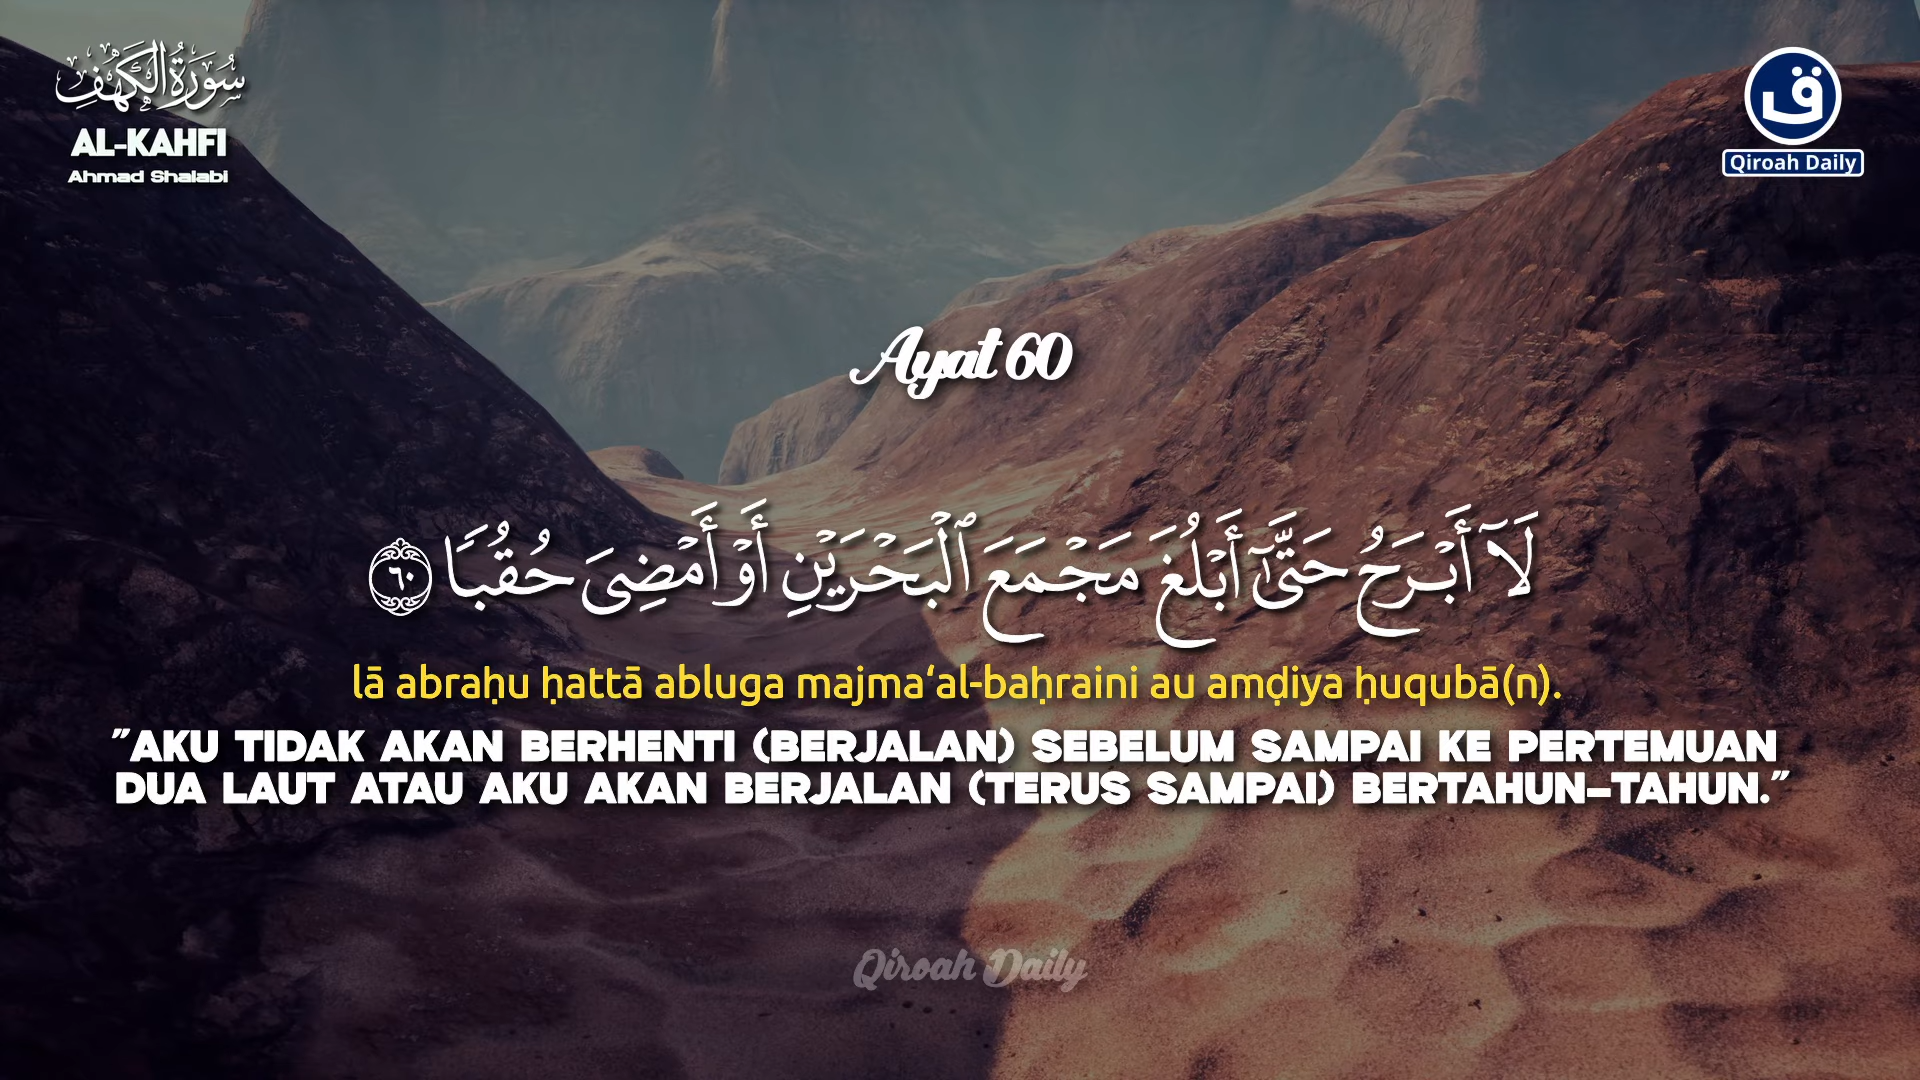 سُورَةُ الكَهْفِ
AL-KAHFI
Ahmad Shalabi
ق
Qiroah Daily
Ayat 60
لَآ أَبْرَحُ حَتَّىٰٓ أَبْلُغَ مَجْمَعَ ٱلْبَحْرَيْنِ أَوْ أَمْضِىَ حُقُبًا ٦٠
lā abraḥu ḥattā abluga majma‘al-baḥraini au amḍiya ḥuqubā(n).
"AKU TIDAK AKAN BERHENTI (BERJALAN) SEBELUM SAMPAI KE PERTEMUAN
DUA LAUT ATAU AKU AKAN BERJALAN (TERUS SAMPAI) BERTAHUN-TAHUN."
Qiroah Daily